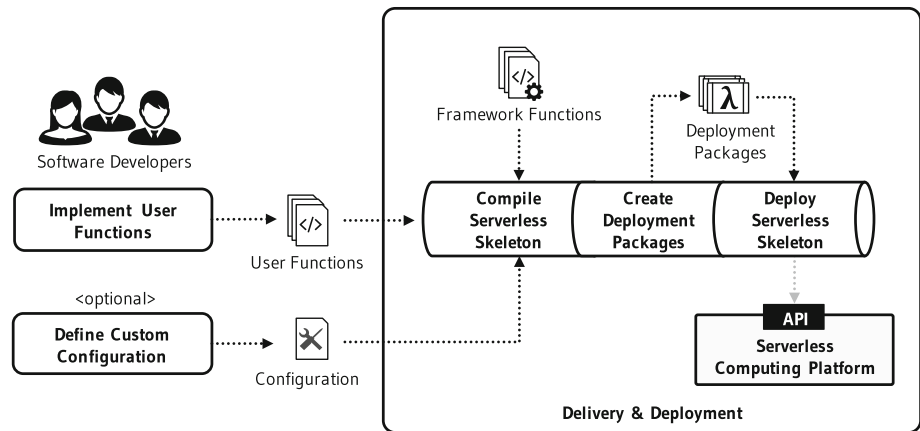 Software Developers
Implement User
Functions
User Functions
<optional>
Define Custom
Configuration
Configuration
Framework Functions
λ
Deployment
Packages
Compile
Serverless
Skeleton
Create
Deployment
Packages
Deploy
Serverless
Skeleton
API
Serverless
Computing Platform
Delivery & Deployment